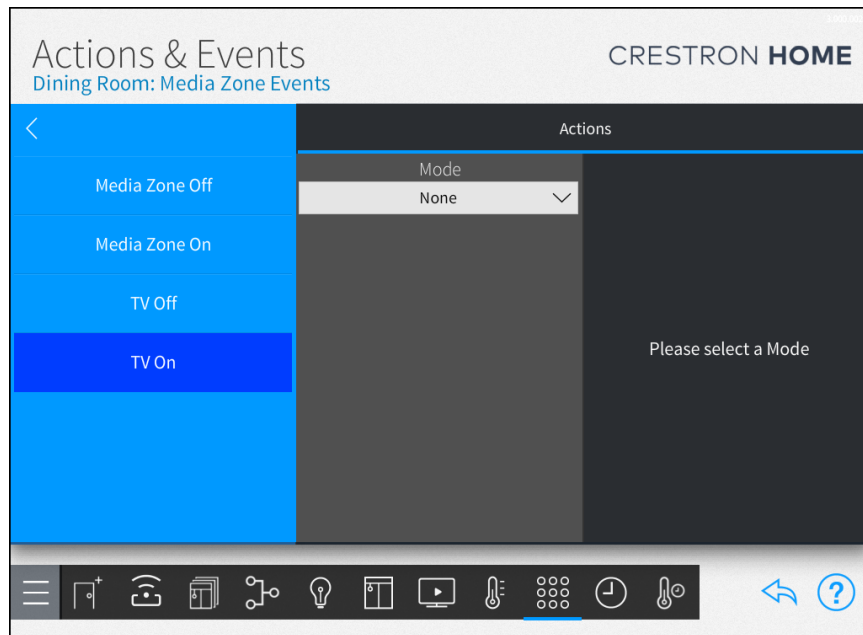 Actions & Events
CRESTRON HOME
Dining Room: Media Zone Events
Actions
Media Zone Off
Media Zone On
TV Off
TV On
Mode
None
Please select a Mode
?